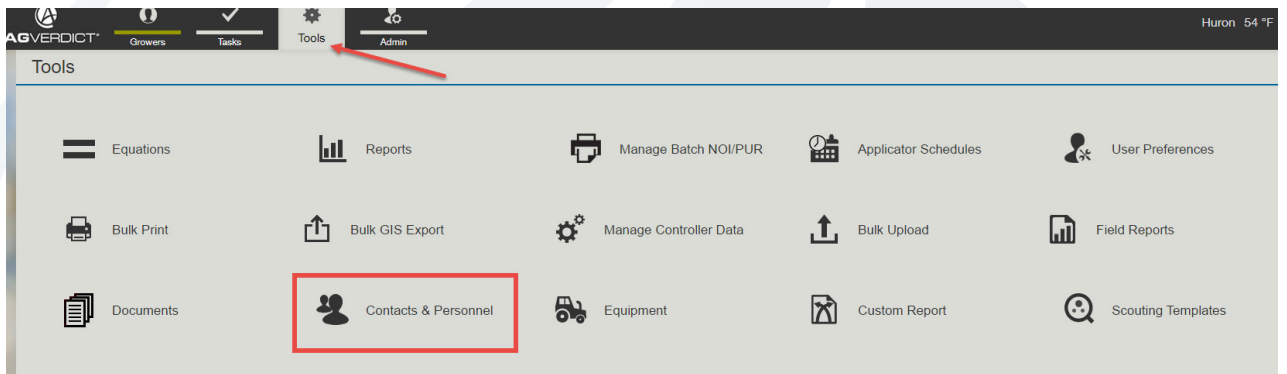 AGVERDICT®
Growers
Tasks
Tools
Admin
Huron 54 °F
Tools
Equations
Reports
Manage Batch NOI/PUR
Applicator Schedules
User Preferences
Bulk Print
Bulk GIS Export
Manage Controller Data
Bulk Upload
Field Reports
Documents
Contacts & Personnel
Equipment
Custom Report
Scouting Templates